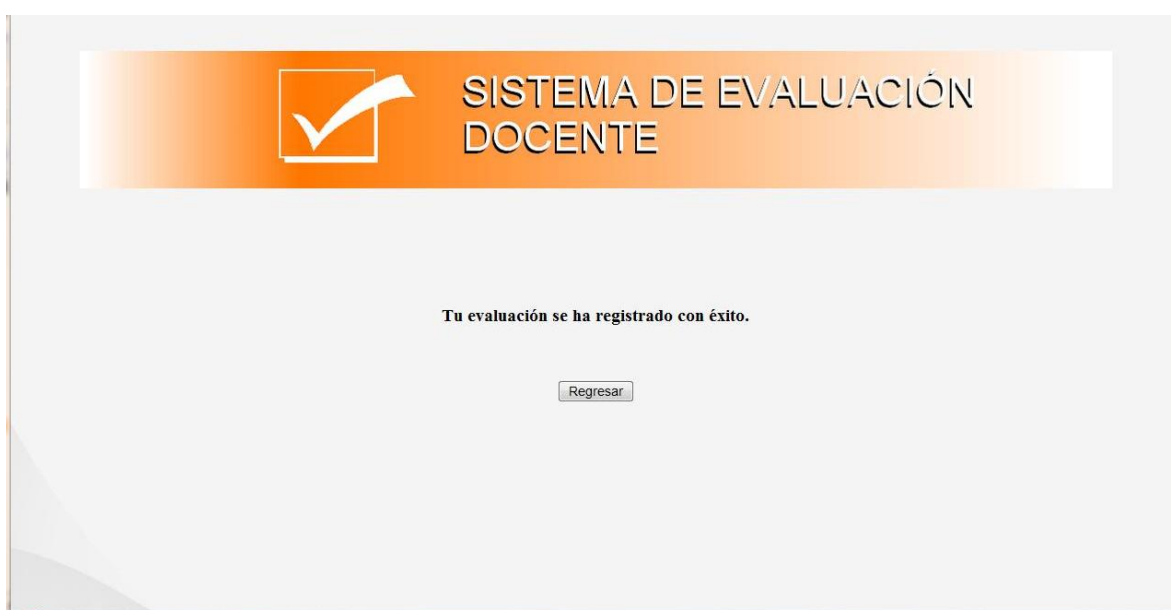 SISTEMA DE EVALUACIÓN
DOCENTE
Tu evaluación se ha registrado con éxito.
Regresar